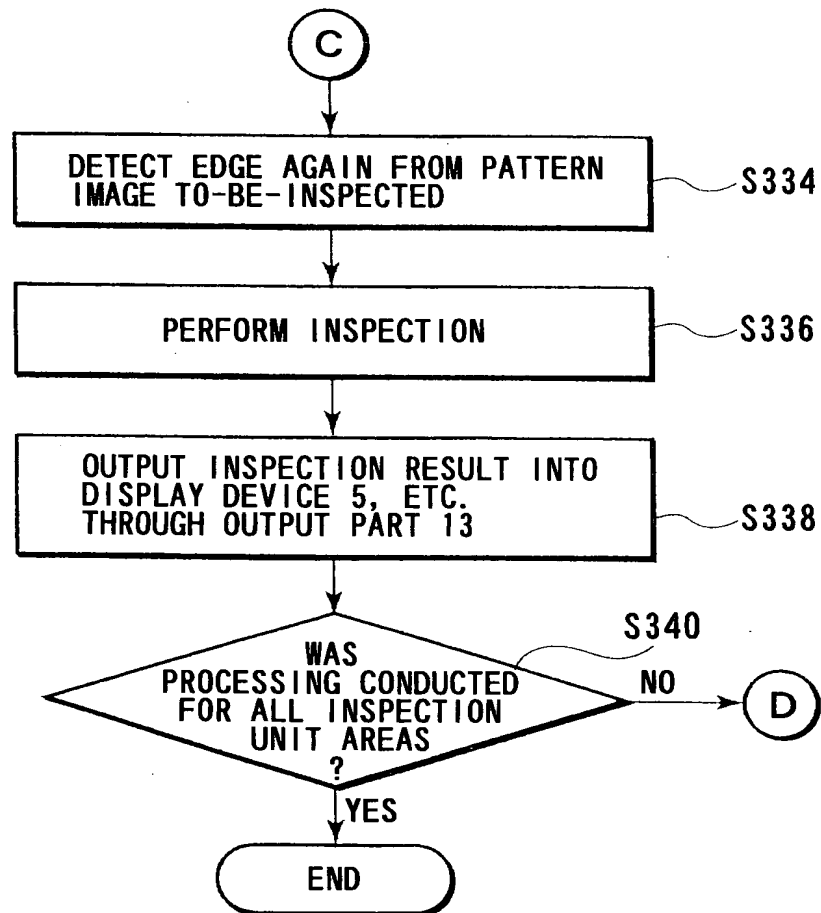 C
DETECT EDGE AGAIN FROM PATTERN
IMAGE TO-BE-INSPECTED
S334
PERFORM INSPECTION
S336
OUTPUT INSPECTION RESULT INTO
DISPLAY DEVICE 5, ETC.
THROUGH OUTPUT PART 13
S338
S340
WAS
PROCESSING CONDUCTED
FOR ALL INSPECTION
UNIT AREAS
?
NO
D
YES
END